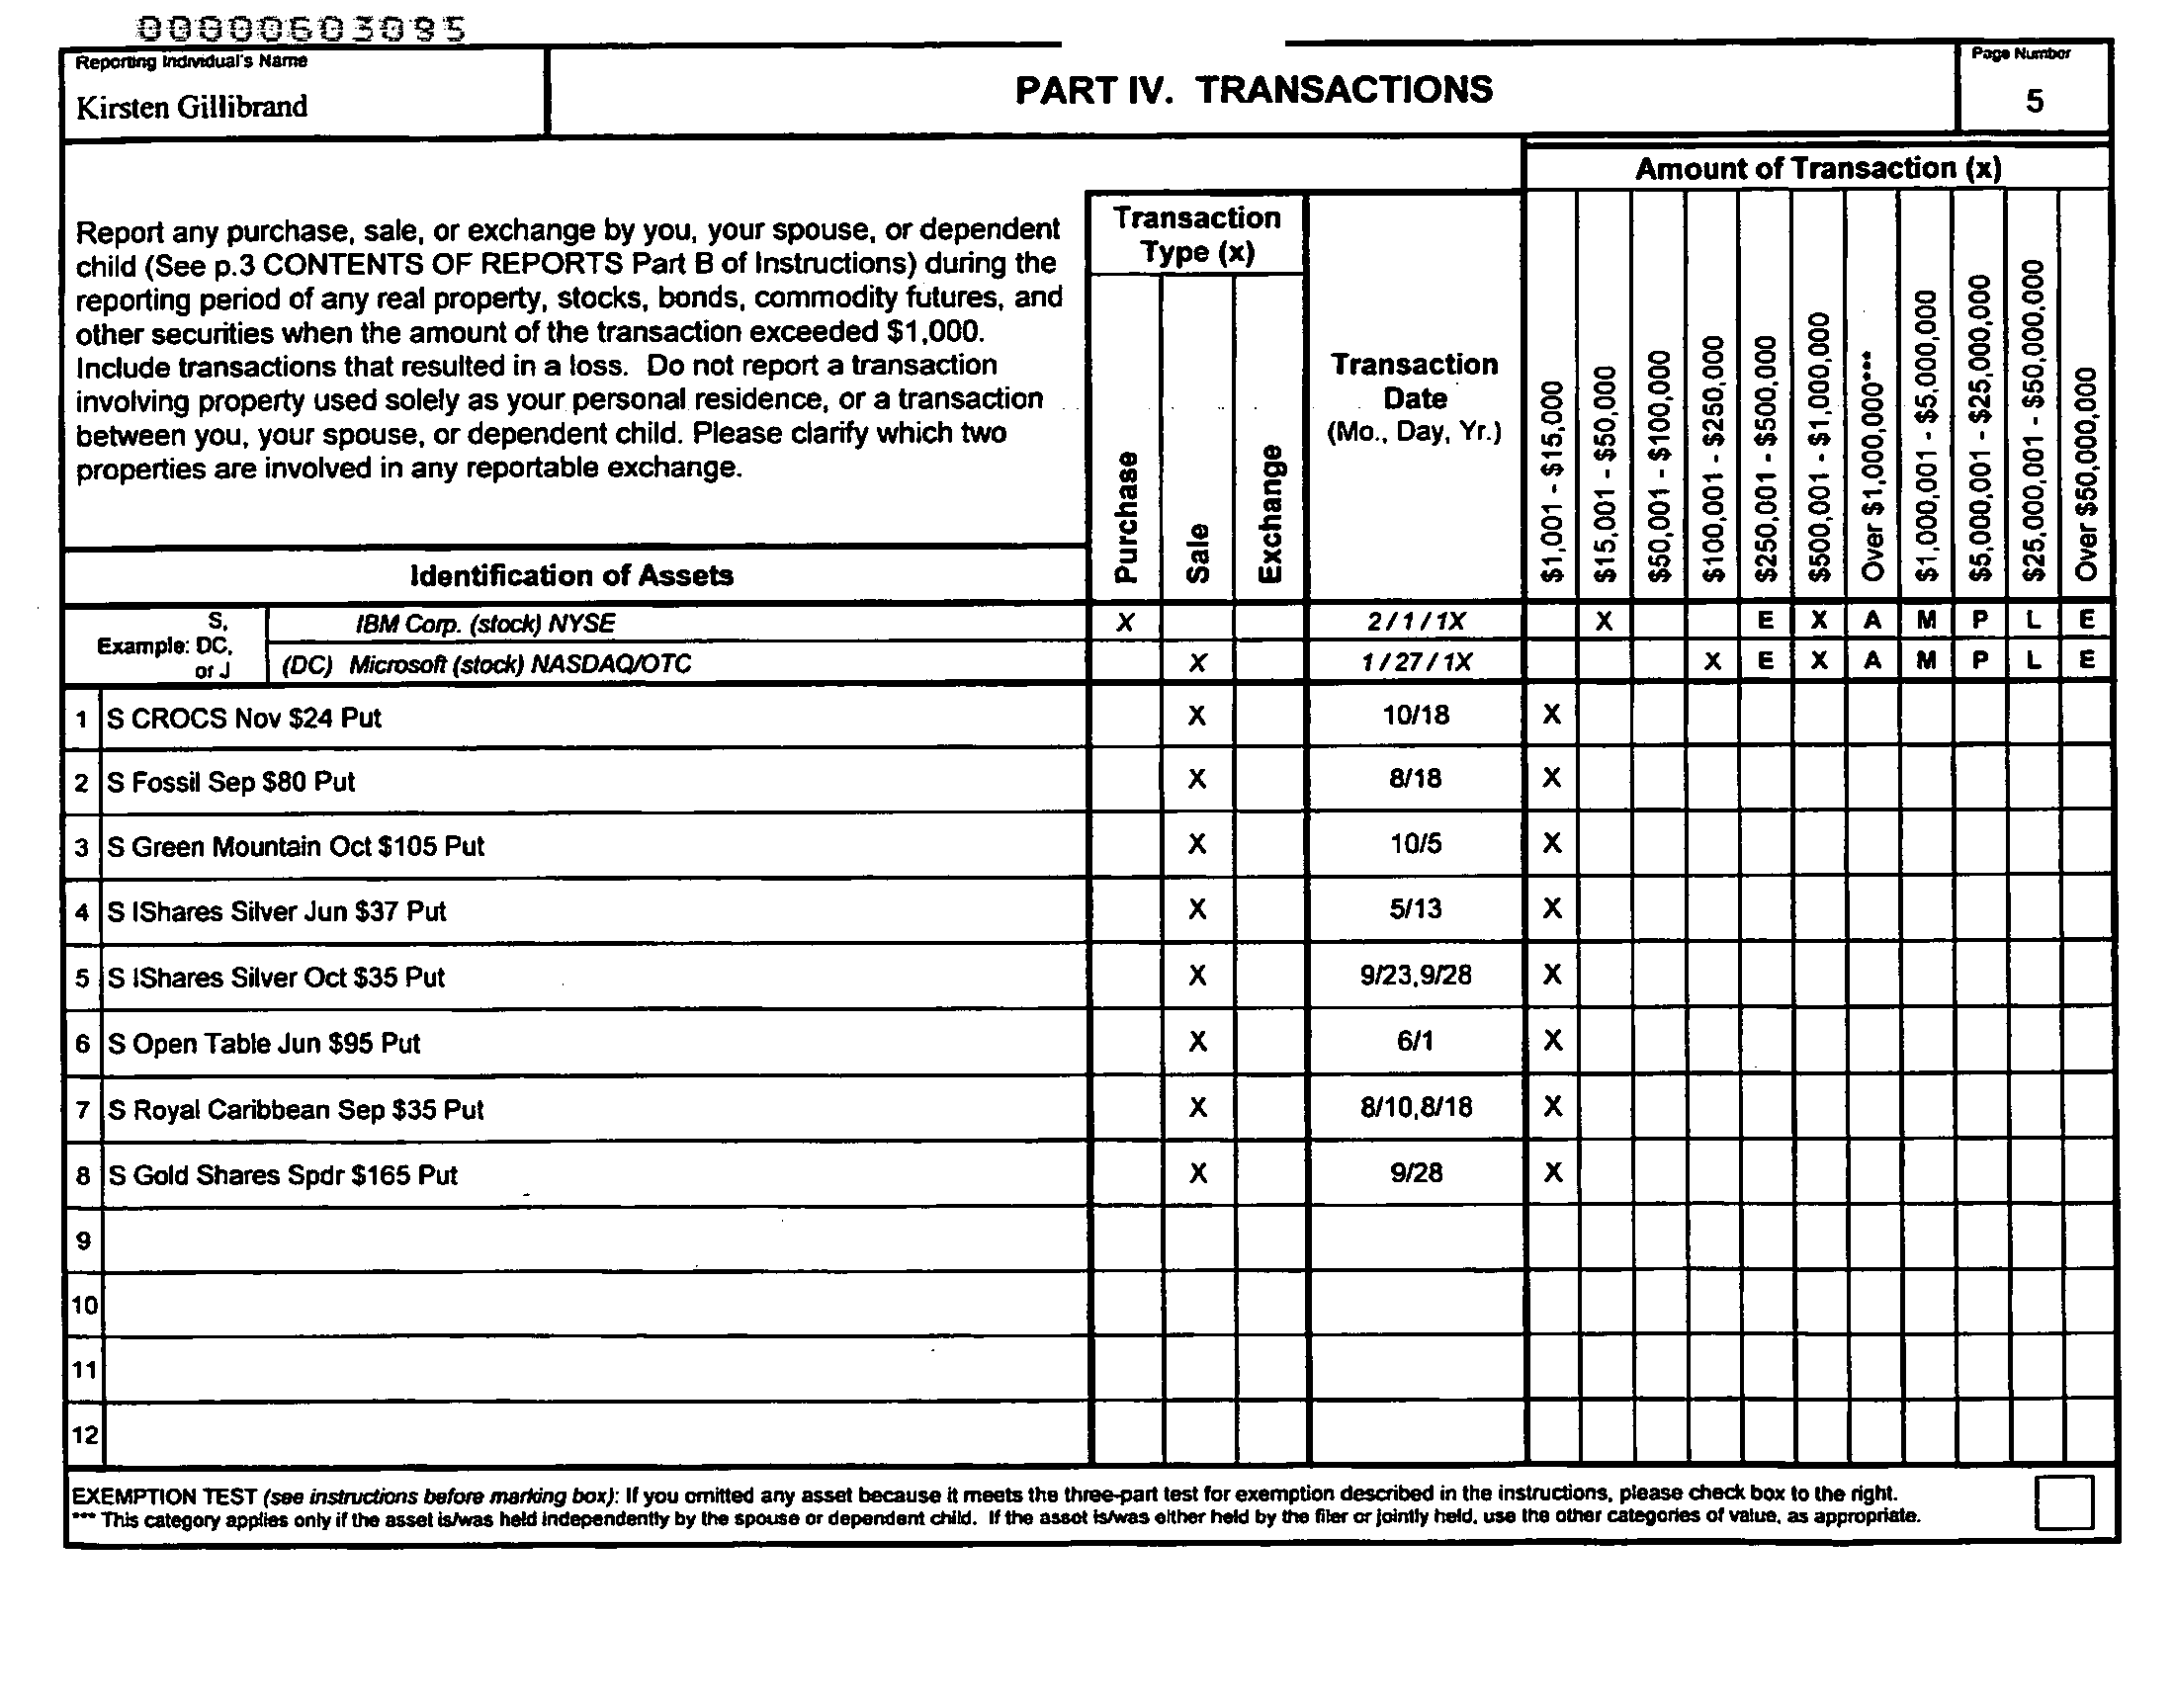 00000603095
Reporting Individual's Name
Kirsten Gillibrand
PART IV. TRANSACTIONS
Page Number
5
Amount of Transaction (x)
Report any purchase, sale, or exchange by you, your spouse, or dependent
child (See p.3 CONTENTS OF REPORTS Part B of Instructions) during the
reporting period of any real property, stocks, bonds, commodity futures, and
other securities when the amount of the transaction exceeded $1,000.
Include transactions that resulted in a loss. Do not report a transaction
involving property used solely as your personal residence, or a transaction
between you, your spouse, or dependent child. Please clarify which two
properties are involved in any reportable exchange.
Transaction
Type (x)
Purchase
Sale
Exchange
Transaction
Date
(Mo., Day, Yr.)
$1,001 - $15,000
$15,001 - $50,000
$50,001 - $100,000
$100,001 - $250,000
$250,001 - $500,000
$500,001 - $1,000,000
Over $1,000,000***
$1,000,001 - $5,000,000
$5,000,001 - $25,000,000
$25,000,001 - $50,000,000
Over $50,000,000
Identification of Assets
Example: S, DC, or J
IBM Corp. (stock) NYSE X 2 / 1 / 1X X E X A M P L E
(DC) Microsoft (stock) NASDAQ/OTC X 1 / 27 / 1X X E X A M P L E
1 S CROCS Nov $24 Put X 10/18 X
2 S Fossil Sep $80 Put X 8/18 X
3 S Green Mountain Oct $105 Put X 10/5 X
4 S IShares Silver Jun $37 Put X 5/13 X
5 S IShares Silver Oct $35 Put X 9/23,9/28 X
6 S Open Table Jun $95 Put X 6/1 X
7 S Royal Caribbean Sep $35 Put X 8/10,8/18 X
8 S Gold Shares Spdr $165 Put X 9/28 X
9
10
11
12
EXEMPTION TEST (see instructions before marking box): If you omitted any asset because it meets the three-part test for exemption described in the instructions, please check box to the right.
*** This category applies only if the asset is/was held independently by the spouse or dependent child. If the asset is/was either held by the filer or jointly held, use the other categories of value, as appropriate.